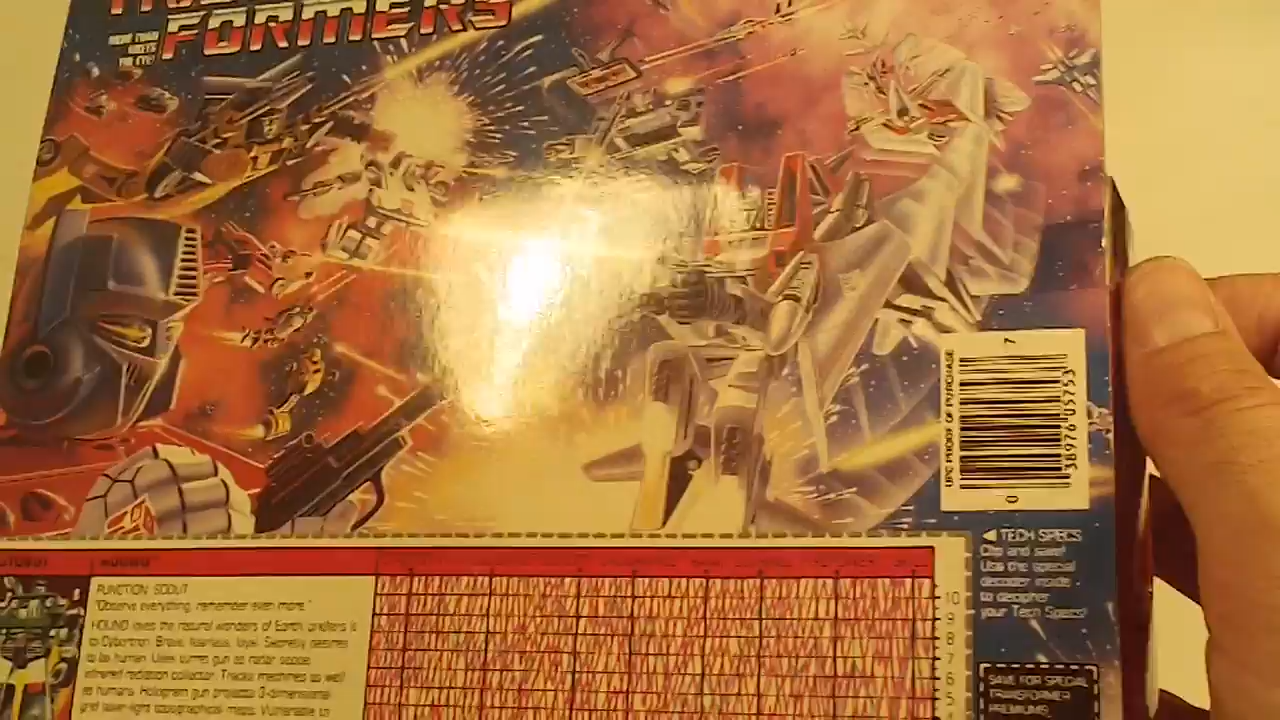 FORMERS
MORE THAN
MEETS
THE EYE!
UPC PROOF OF PURCHASE
7
38976 05753
0
TECH SPECS
Clip and save!
Use the special
decoder inside
to decipher
your Tech Specs!
FUNCTION: SCOUT
"Observe everything, remember even more."
HOUND loves the natural wonders of Earth, prefers it
to Cybertron. Brave, fearless, loyal. Secretly desires
to be human. Uses turret gun as radar scope,
infrared radiation collector. Tracks machines as well
as humans. Hologram gun projects 3-dimensional
grid laser-light topographical maps. Vulnerable to
10
9
8
7
6
5
SAVE FOR SPECIAL
TRANSFORMER
PREMIUMS